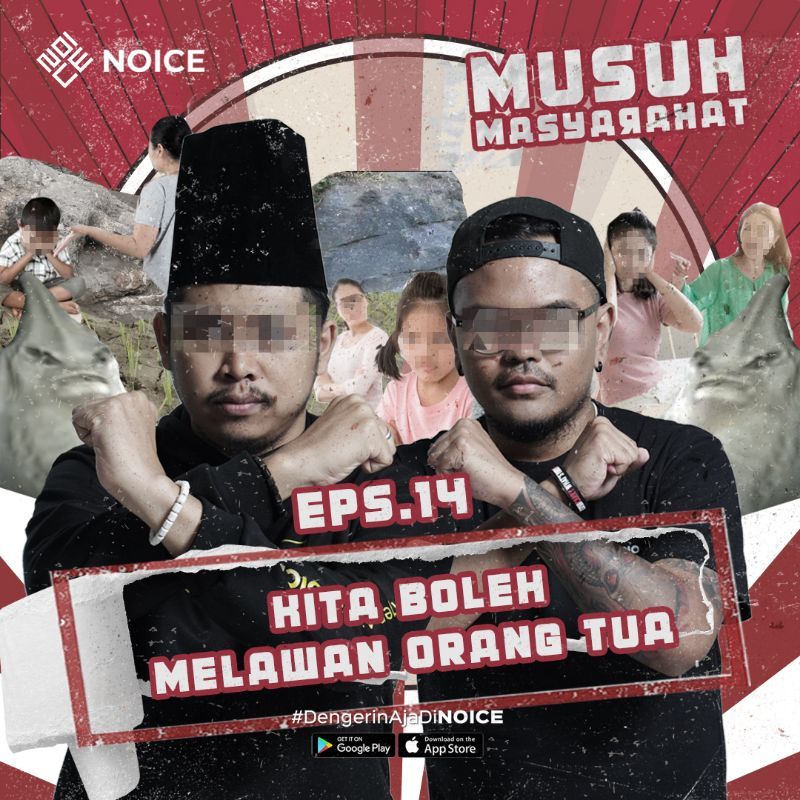 NOICE
MUSUH
MASYARAKAT
EPS.14
KITA BOLEH
MELAWAN ORANG TUA
#DengerinAjaDiNOICE
GET IT ON
Google Play
Download on the
App Store